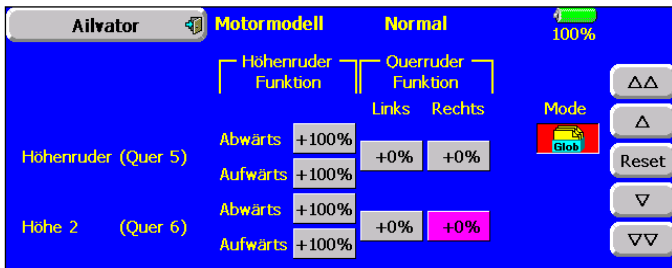 Ailvator Motormodell Normal 100%
Höhenruder Funktion Querruder Funktion
Links Rechts Mode
Glob
Höhenruder (Quer 5) Abwärts +100% +0% +0%
Aufwärts +100%
Höhe 2 (Quer 6) Abwärts +100% +0% +0%
Aufwärts +100%
Reset